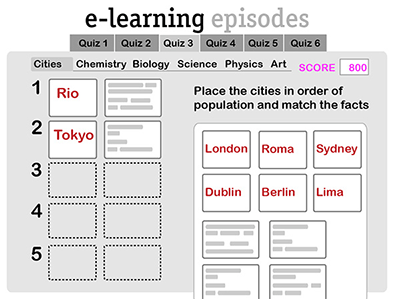 e-learning episodes
Quiz 1 Quiz 2 Quiz 3 Quiz 4 Quiz 5 Quiz 6
Cities Chemistry Biology Science Physics Art SCORE 800
1 Rio
2 Tokyo
3
4
5
Place the cities in order of
population and match the facts
London Roma Sydney
Dublin Berlin Lima